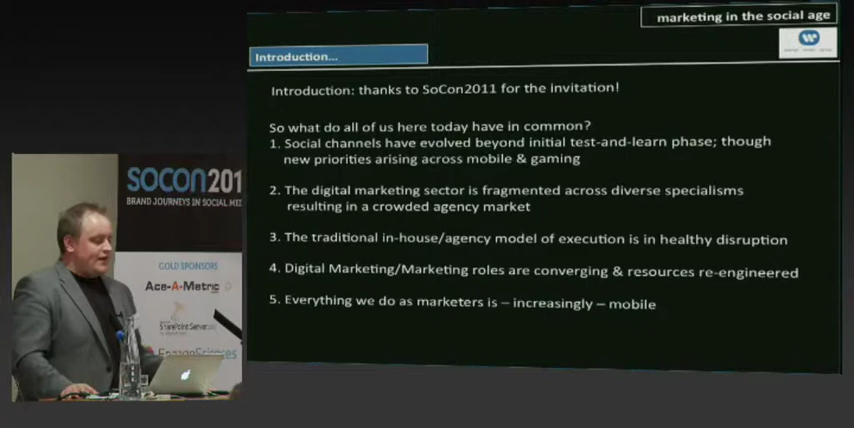 marketing in the social age
Introduction...
Introduction: thanks to SoCon2011 for the invitation!
So what do all of us here today have in common?
1. Social channels have evolved beyond initial test-and-learn phase; though
new priorities arising across mobile & gaming
2. The digital marketing sector is fragmented across diverse specialisms
resulting in a crowded agency market
3. The traditional in-house/agency model of execution is in healthy disruption
4. Digital Marketing/Marketing roles are converging & resources re-engineered
5. Everything we do as marketers is – increasingly – mobile
SOCON201
BRAND JOURNEYS IN SOCIAL MED
GOLD SPONSORS
Ace-A-Metric
SharePoint Server
EngageSciences